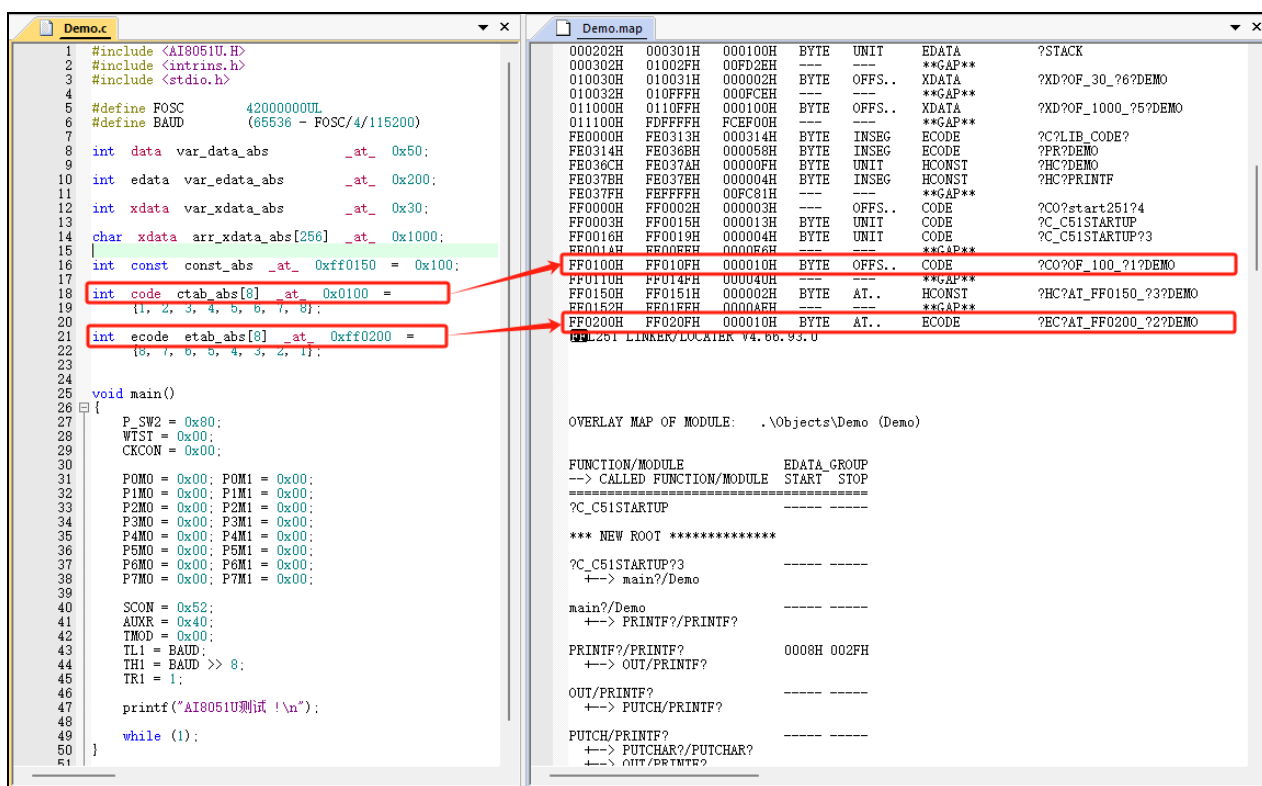 Demo.c
1 #include <AI8051U.H>
2 #include <intrins.h>
3 #include <stdio.h>
4
5 #define FOSC 42000000UL
6 #define BAUD (65536 - FOSC/4/115200)
7
8 int data var_data_abs _at_ 0x50;
9
10 int edata var_edata_abs _at_ 0x200;
11
12 int xdata var_xdata_abs _at_ 0x30;
13
14 char xdata arr_xdata_abs[256] _at_ 0x1000;
15
16 int const const_abs _at_ 0xff0150 = 0x100;
17
18 int code ctab_abs[8] _at_ 0x0100 =
19 {1, 2, 3, 4, 5, 6, 7, 8};
20
21 int ecode etab_abs[8] _at_ 0xff0200 =
22 {8, 7, 6, 5, 4, 3, 2, 1};
23
24
25 void main()
26 {
27 P_SW2 = 0x80;
28 WTST = 0x00;
29 CKCON = 0x00;
30
31 P0M0 = 0x00; P0M1 = 0x00;
32 P1M0 = 0x00; P1M1 = 0x00;
33 P2M0 = 0x00; P2M1 = 0x00;
34 P3M0 = 0x00; P3M1 = 0x00;
35 P4M0 = 0x00; P4M1 = 0x00;
36 P5M0 = 0x00; P5M1 = 0x00;
37 P6M0 = 0x00; P6M1 = 0x00;
38 P7M0 = 0x00; P7M1 = 0x00;
39
40 SCON = 0x52;
41 AUXR = 0x40;
42 TMOD = 0x00;
43 TL1 = BAUD;
44 TH1 = BAUD >> 8;
45 TR1 = 1;
46
47 printf("AI8051U测试 !\n");
48
49 while (1);
50 }
51
Demo.map
000202H 000301H 000100H BYTE UNIT EDATA ?STACK
000302H 01002FH 00FD2EH --- --- **GAP**
010030H 010031H 000002H BYTE OFFS.. XDATA ?XD?OF_30_?6?DEMO
010032H 010FFFH 000FCEH --- --- **GAP**
011000H 0110FFH 000100H BYTE OFFS.. XDATA ?XD?OF_1000_?5?DEMO
011100H FDFFFFH FCEF00H --- --- **GAP**
FE0000H FE0313H 000314H BYTE INSEG ECODE ?C?LIB_CODE?
FE0314H FE036BH 000058H BYTE INSEG ECODE ?PR?DEMO
FE036CH FE037AH 00000FH BYTE UNIT HCONST ?HC?DEMO
FE037BH FE037EH 000004H BYTE INSEG HCONST ?HC?PRINTF
FE037FH FEFFFFH 00FC81H --- --- **GAP**
FF0000H FF0002H 000003H --- OFFS.. CODE ?CO?start251?4
FF0003H FF0015H 000013H BYTE UNIT CODE ?C_C51STARTUP
FF0016H FF0019H 000004H BYTE UNIT CODE ?C_C51STARTUP?3
FF001AH FF00FFH 0000E6H --- --- **GAP**
FF0100H FF010FH 000010H BYTE OFFS.. CODE ?CO?OF_100_?1?DEMO
FF0110H FF014FH 000040H --- --- **GAP**
FF0150H FF0151H 000002H BYTE AT.. HCONST ?HC?AT_FF0150_?3?DEMO
FF0152H FF01FFH 0000AEH --- --- **GAP**
FF0200H FF020FH 000010H BYTE AT.. ECODE ?EC?AT_FF0200_?2?DEMO
FF L251 LINKER/LOCATER V4.66.93.0
OVERLAY MAP OF MODULE: .\Objects\Demo (Demo)
FUNCTION/MODULE EDATA_GROUP
--> CALLED FUNCTION/MODULE START STOP
===========================================
?C_C51STARTUP ----- -----
*** NEW ROOT **************
?C_C51STARTUP?3 ----- -----
+--> main?/Demo
main?/Demo ----- -----
+--> PRINTF?/PRINTF?
PRINTF?/PRINTF? 0008H 002FH
+--> OUT/PRINTF?
OUT/PRINTF? ----- -----
+--> PUTCH/PRINTF?
PUTCH/PRINTF? ----- -----
+--> PUTCHAR?/PUTCHAR?
+--> OUT/PRINTF?